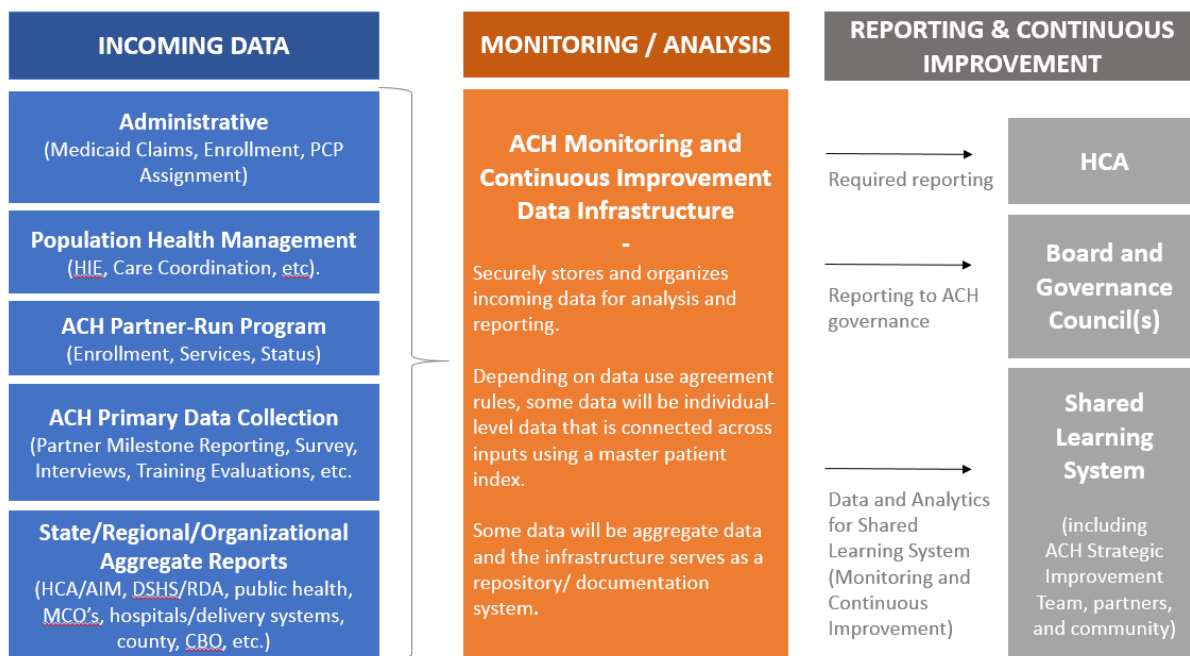 INCOMING DATA
Administrative
(Medicaid Claims, Enrollment, PCP
Assignment)
Population Health Management
(HIE, Care Coordination, etc).
ACH Partner-Run Program
(Enrollment, Services, Status)
ACH Primary Data Collection
(Partner Milestone Reporting, Survey,
Interviews, Training Evaluations, etc.
State/Regional/Organizational
Aggregate Reports
(HCA/AIM, DSHS/RDA, public health,
MCO's, hospitals/delivery systems,
county, CBO, etc.)
MONITORING / ANALYSIS
ACH Monitoring and
Continuous Improvement
Data Infrastructure
-
Securely stores and organizes
incoming data for analysis and
reporting.
Depending on data use agreement
rules, some data will be individual-
level data that is connected across
inputs using a master patient
index.
Some data will be aggregate data
and the infrastructure serves as a
repository/ documentation
system.
REPORTING & CONTINUOUS
IMPROVEMENT
Required reporting
HCA
Reporting to ACH
governance
Board and
Governance
Council(s)
Data and Analytics
for Shared
Learning System
(Monitoring and
Continuous
Improvement)
Shared
Learning
System
(including
ACH Strategic
Improvement
Team, partners,
and community)